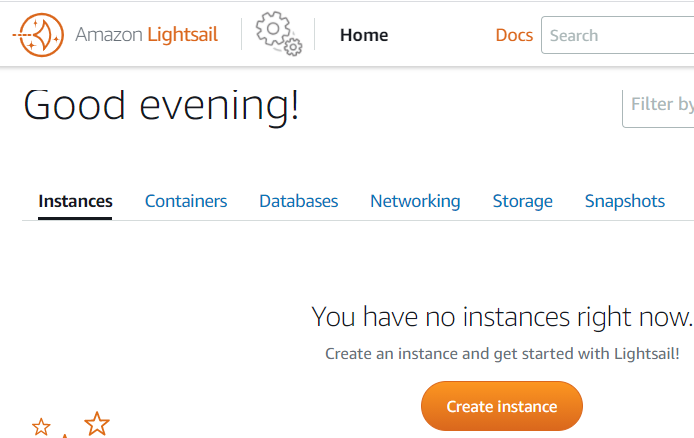 Amazon Lightsail
Home
Docs
Search
Good evening!
Filter by
Instances
Containers
Databases
Networking
Storage
Snapshots
You have no instances right now.
Create an instance and get started with Lightsail!
Create instance